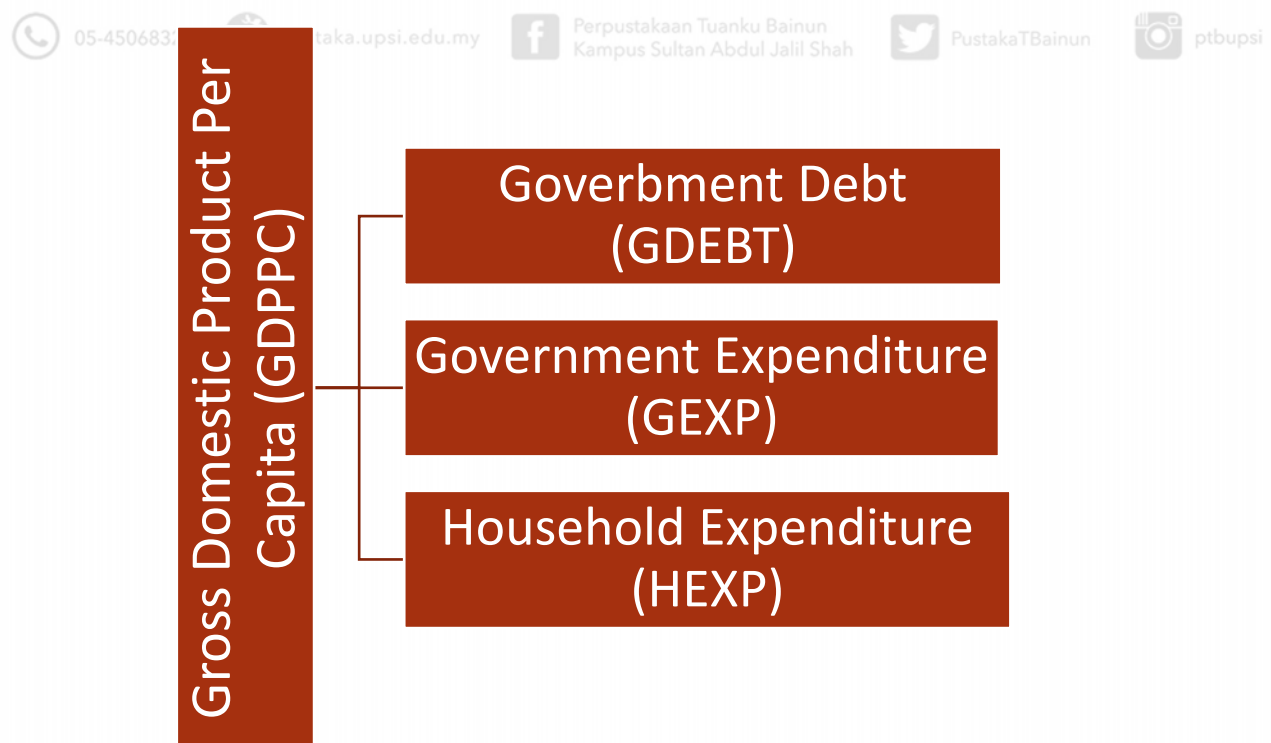 05-450683
taka.upsi.edu.my
Perpustakaan Tuanku Bainun
Kampus Sultan Abdul Jalil Shah
PustakaTBainun
ptbupsi
Gross Domestic Product Per
Capita (GDPPC)
Goverbment Debt
(GDEBT)
Government Expenditure
(GEXP)
Household Expenditure
(HEXP)